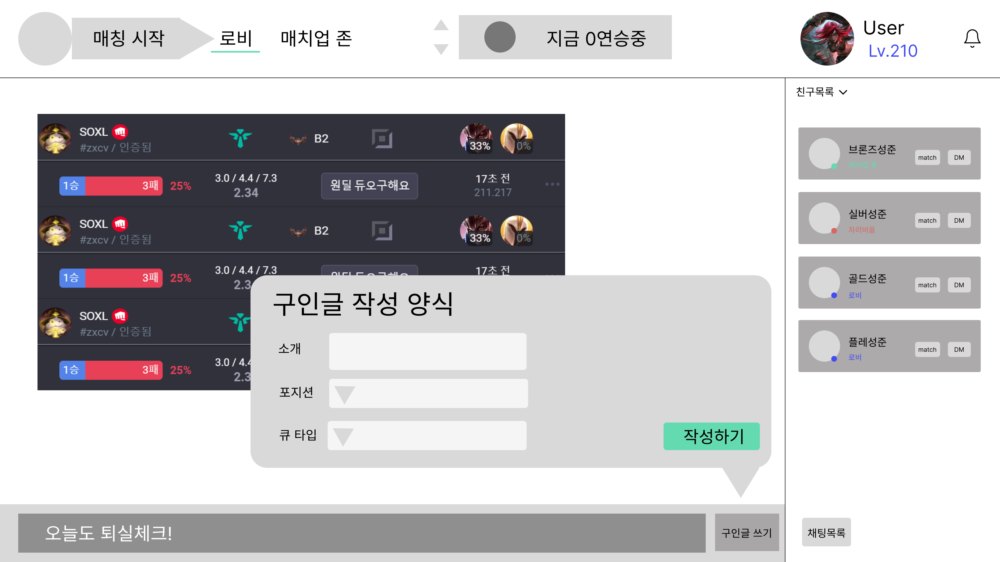 매칭 시작
로비
매치업 존
지금 0연승중
User
Lv.210
친구목록
SOXL
#zxcv / 인증됨
B2
33%
0%
1승
3패
25%
3.0 / 4.4 / 7.3
2.34
원딜 듀오구해요
17초 전
211.217
SOXL
#zxcv / 인증됨
B2
33%
0%
1승
3패
25%
3.0 / 4.4 / 7.3
2.3
원딜 듀오구해요
17초 전
SOXL
#zxcv / 인증됨
1승
3패
25%
3.0 / 4.4
2.3
구인글 작성 양식
소개
포지션
큐 타입
작성하기
오늘도 퇴실체크!
구인글 쓰기
브론즈성준
매치업 중
match
DM
실버성준
자리비움
match
DM
골드성준
로비
match
DM
플레성준
로비
match
DM
채팅목록